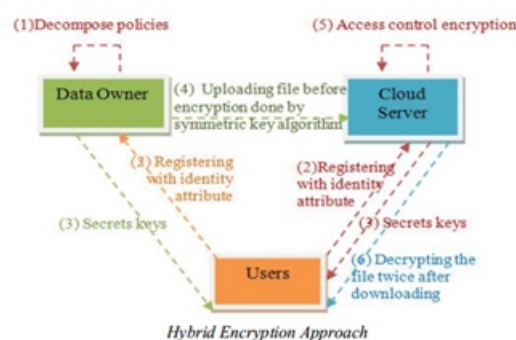 (1)Decompose policies
(5) Access control encryption
Data Owner
(4) Uploading file before
encryption done by
symmetric key algorithm
Cloud
Server
(3) Registering
with identity
attribute
(2)Registering
with identity
attribute
(3) Secrets keys
(3) Secrets keys
Users
(6) Decrypting the
file twice after
downloading
Hybrid Encryption Approach